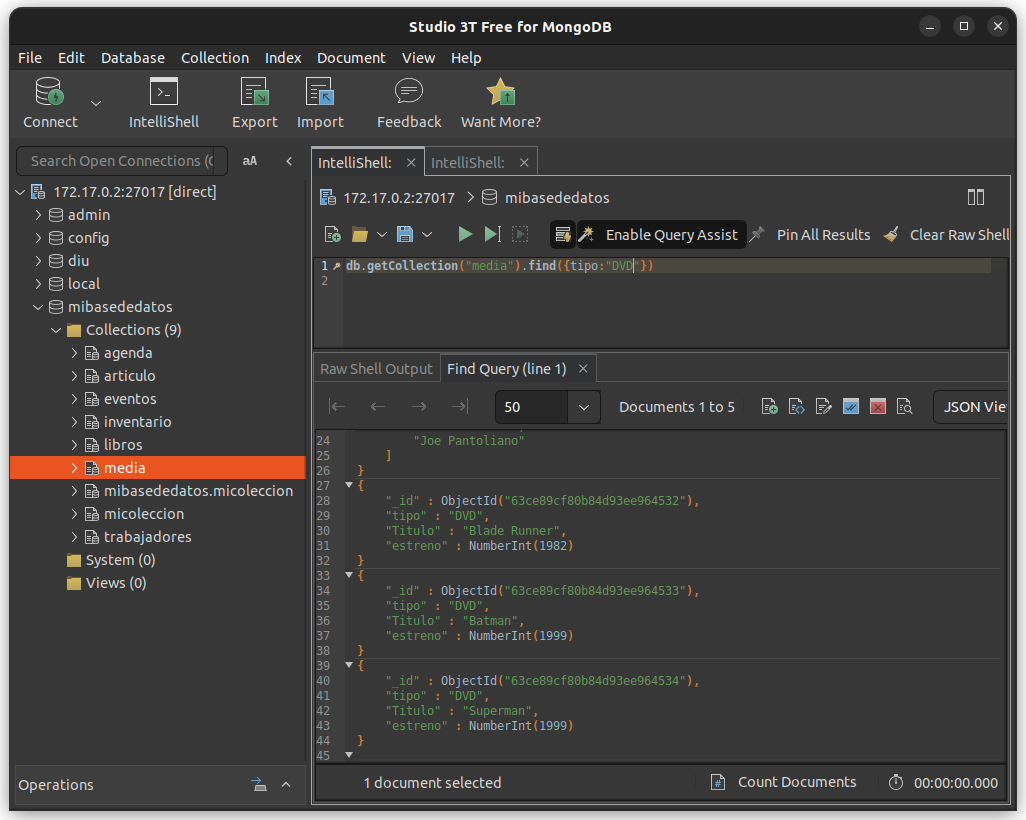 Studio 3T Free for MongoDB
File Edit Database Collection Index Document View Help
Connect IntelliShell Export Import Feedback Want More?
Search Open Connections (C aA
172.17.0.2:27017 [direct]
admin
config
diu
local
mibasededatos
Collections (9)
agenda
articulo
eventos
inventario
libros
media
mibasededatos.micoleccion
micoleccion
trabajadores
System (0)
Views (0)
Operations
IntelliShell: IntelliShell:
172.17.0.2:27017 mibasededatos
Enable Query Assist Pin All Results Clear Raw Shell
1 db.getCollection("media").find({tipo:"DVD"})
2
Raw Shell Output Find Query (line 1)
50 Documents 1 to 5 JSON Vie
24 "Joe Pantoliano"
25 ]
26 }
27 {
28 "_id" : ObjectId("63ce89cf80b84d93ee964532"),
29 "tipo" : "DVD",
30 "Titulo" : "Blade Runner",
31 "estreno" : NumberInt(1982)
32 }
33 {
34 "_id" : ObjectId("63ce89cf80b84d93ee964533"),
35 "tipo" : "DVD",
36 "Titulo" : "Batman",
37 "estreno" : NumberInt(1999)
38 }
39 {
40 "_id" : ObjectId("63ce89cf80b84d93ee964534"),
41 "tipo" : "DVD",
42 "Titulo" : "Superman",
43 "estreno" : NumberInt(1999)
44 }
45
1 document selected Count Documents 00:00:00.000